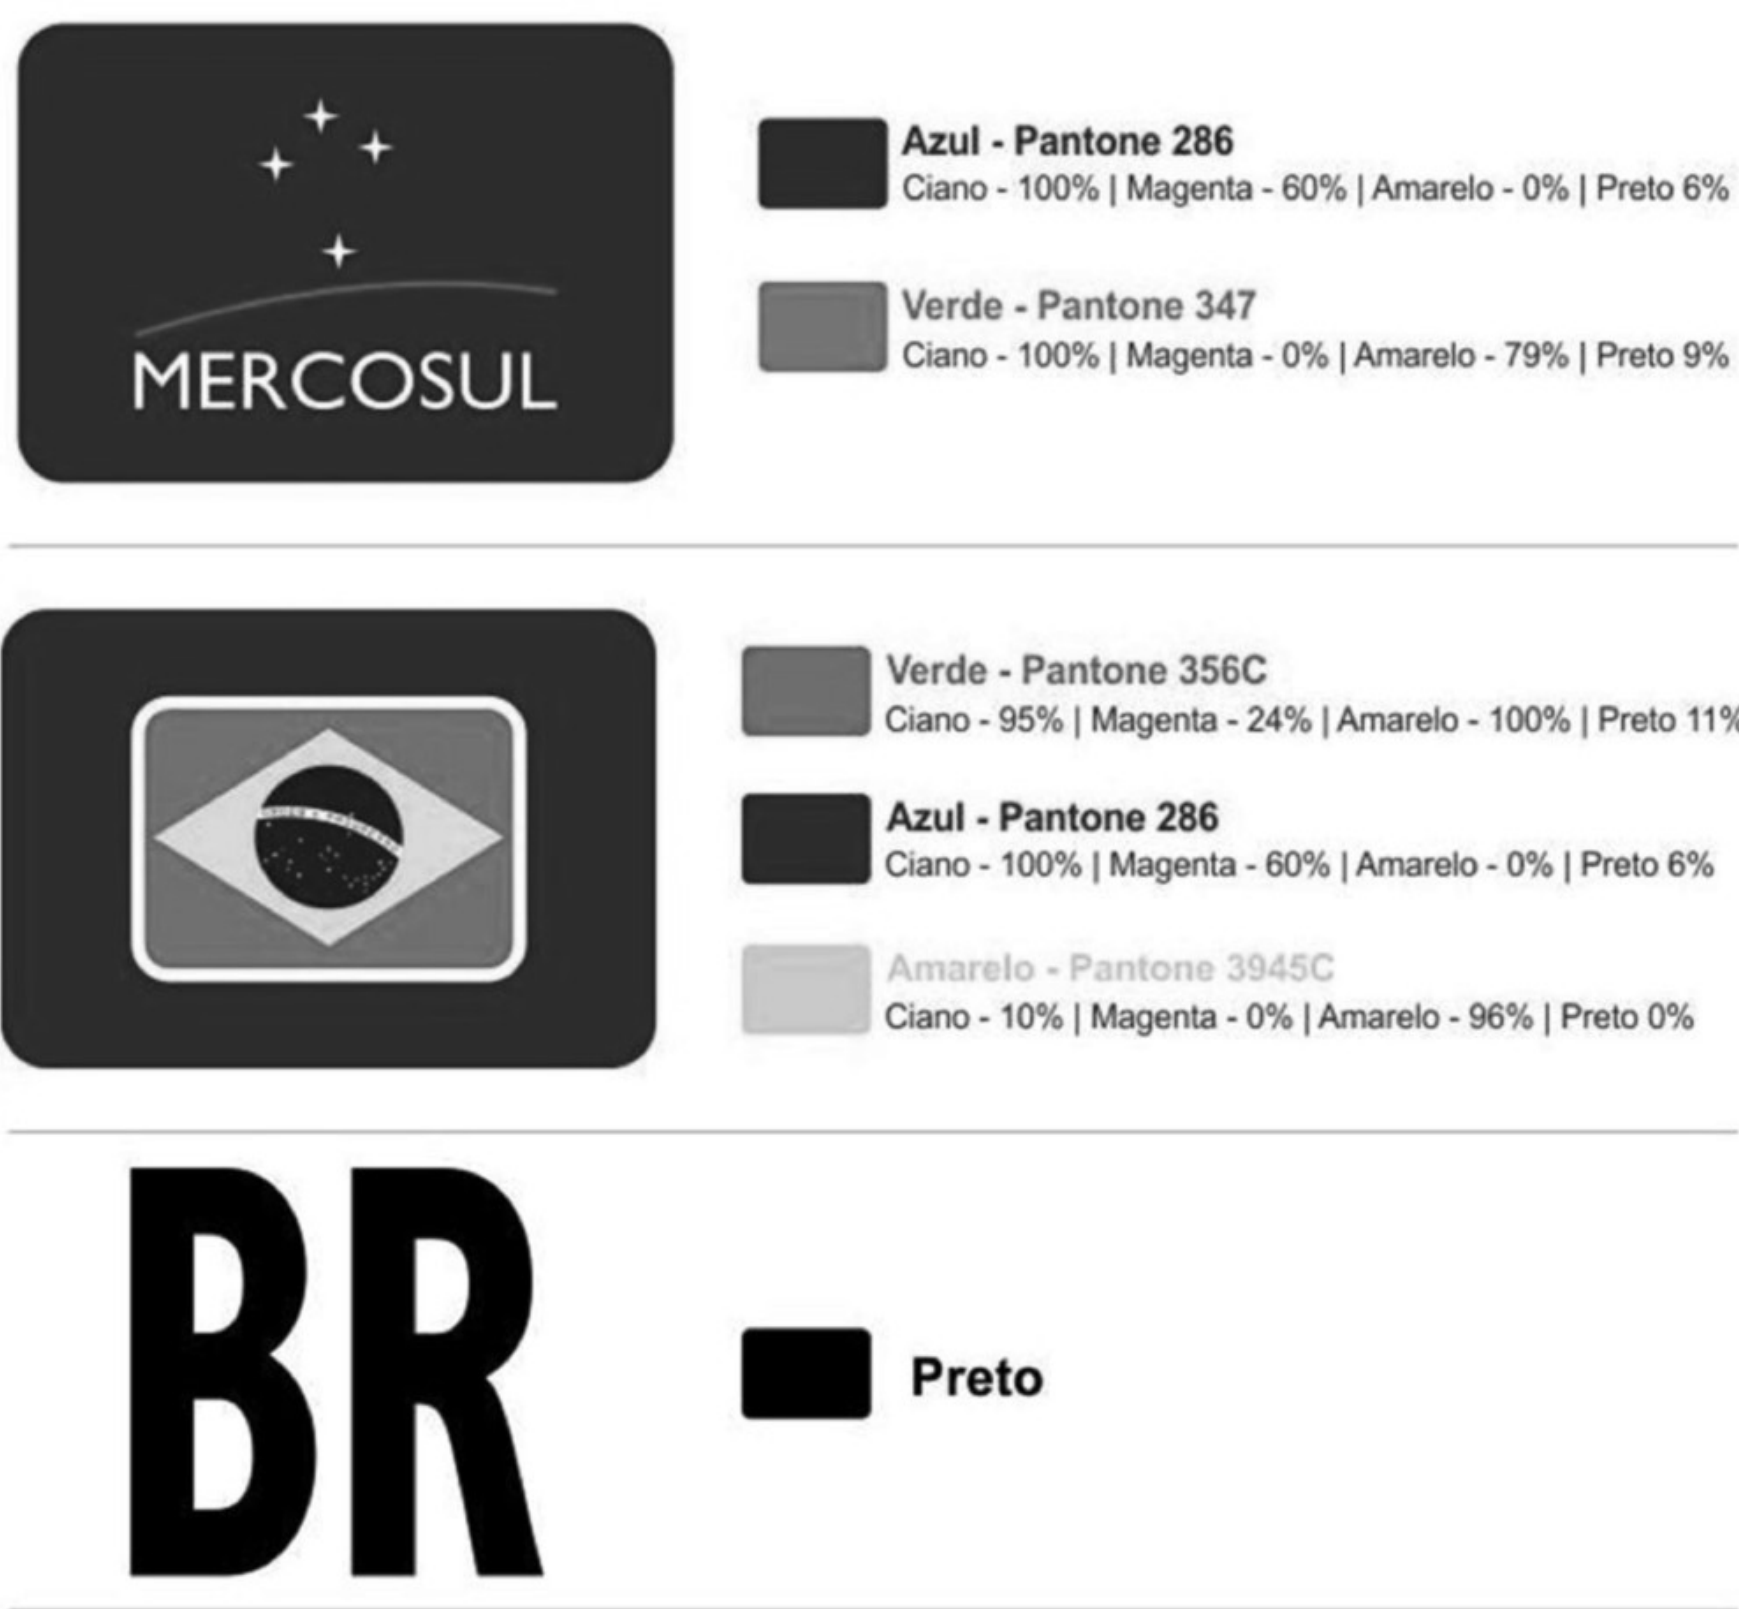 MERCOSUL
Azul - Pantone 286
Ciano - 100% | Magenta - 60% | Amarelo - 0% | Preto 6%
Verde - Pantone 347
Ciano - 100% | Magenta - 0% | Amarelo - 79% | Preto 9%
Verde - Pantone 356C
Ciano - 95% | Magenta - 24% | Amarelo - 100% | Preto 11%
Azul - Pantone 286
Ciano - 100% | Magenta - 60% | Amarelo - 0% | Preto 6%
Amarelo - Pantone 3945C
Ciano - 10% | Magenta - 0% | Amarelo - 96% | Preto 0%
BR
Preto